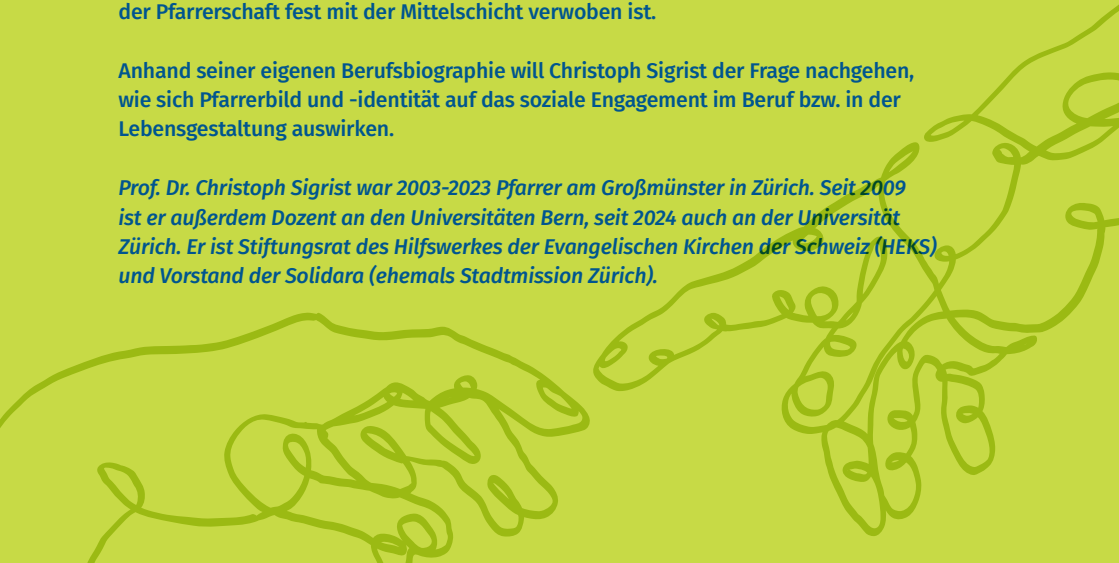 der Pfarrerschaft fest mit der Mittelschicht verwoben ist.
Anhand seiner eigenen Berufsbiographie will Christoph Sigrist der Frage nachgehen,
wie sich Pfarrerbild und -identität auf das soziale Engagement im Beruf bzw. in der
Lebensgestaltung auswirken.
Prof. Dr. Christoph Sigrist war 2003-2023 Pfarrer am Großmünster in Zürich. Seit 2009
ist er außerdem Dozent an den Universitäten Bern, seit 2024 auch an der Universität
Zürich. Er ist Stiftungsrat des Hilfswerkes der Evangelischen Kirchen der Schweiz (HEKS)
und Vorstand der Solidara (ehemals Stadtmission Zürich).